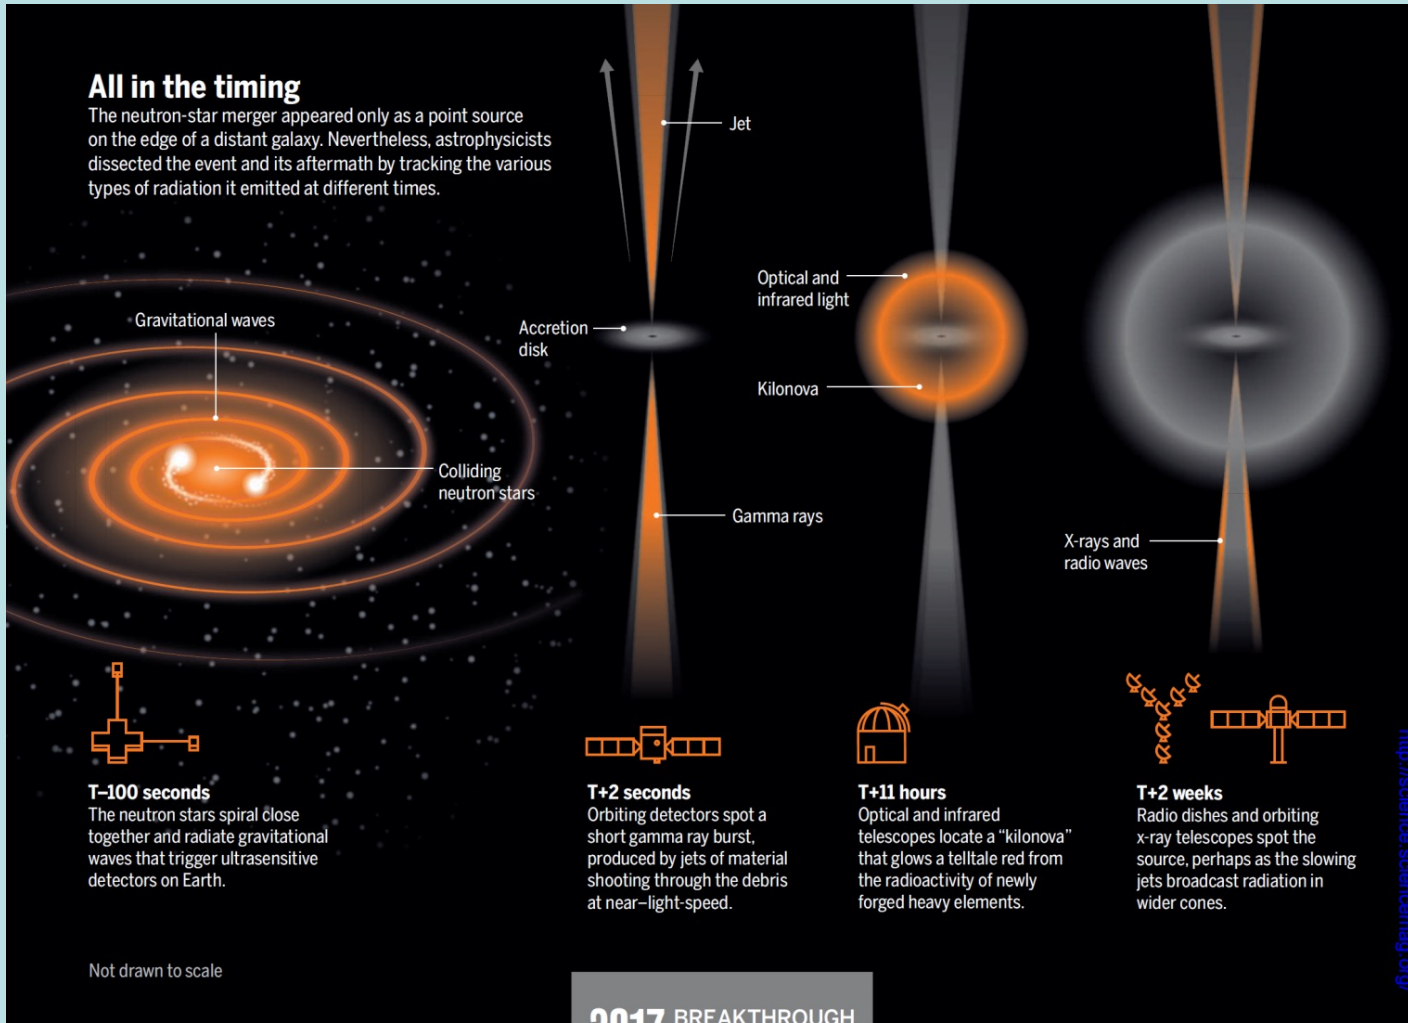 All in the timing
The neutron-star merger appeared only as a point source
on the edge of a distant galaxy. Nevertheless, astrophysicists
dissected the event and its aftermath by tracking the various
types of radiation it emitted at different times.
Jet
Optical and
infrared light
Gravitational waves
Accretion
disk
Kilonova
Colliding
neutron stars
Gamma rays
X-rays and
radio waves
T–100 seconds
The neutron stars spiral close
together and radiate gravitational
waves that trigger ultrasensitive
detectors on Earth.
T+2 seconds
Orbiting detectors spot a
short gamma ray burst,
produced by jets of material
shooting through the debris
at near–light-speed.
T+11 hours
Optical and infrared
telescopes locate a “kilonova”
that glows a telltale red from
the radioactivity of newly
forged heavy elements.
T+2 weeks
Radio dishes and orbiting
x-ray telescopes spot the
source, perhaps as the slowing
jets broadcast radiation in
wider cones.
Not drawn to scale
2017 BREAKTHROUGH
http://science.sciencemag.org/